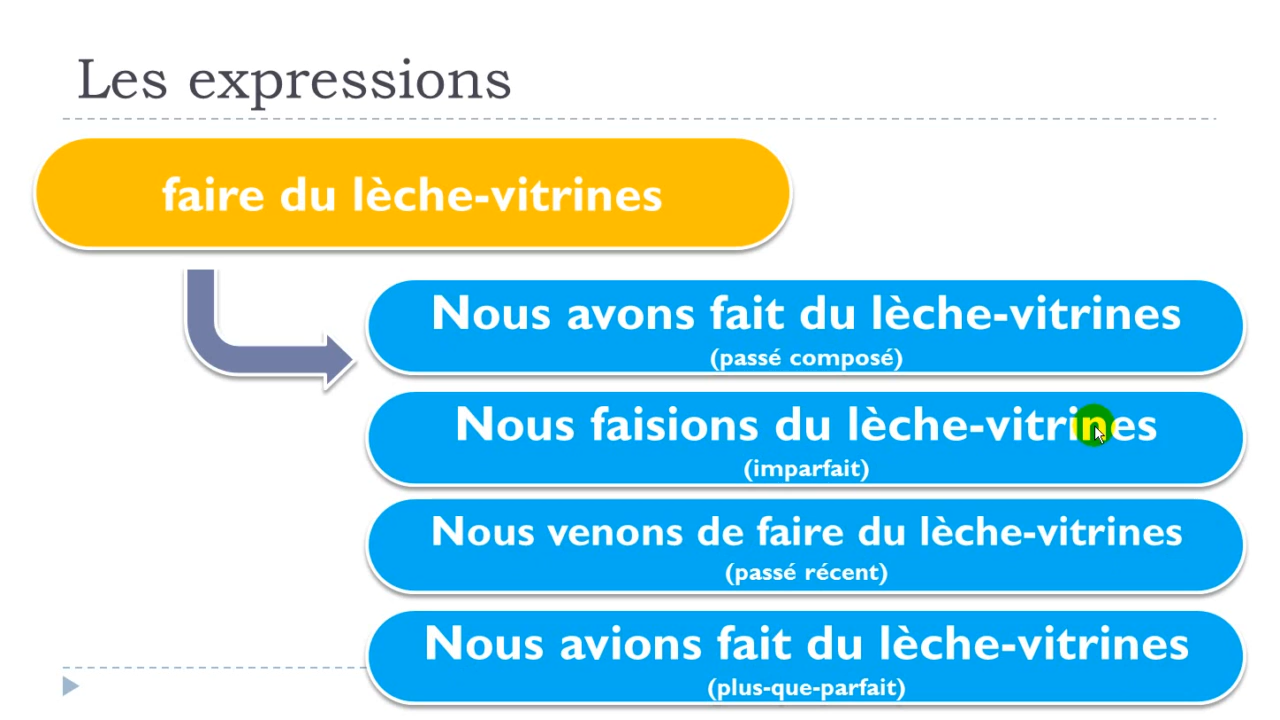 Les expressions
faire du lèche-vitrines
Nous avons fait du lèche-vitrines
(passé composé)
Nous faisions du lèche-vitrines
(imparfait)
Nous venons de faire du lèche-vitrines
(passé récent)
Nous avions fait du lèche-vitrines
(plus-que-parfait)